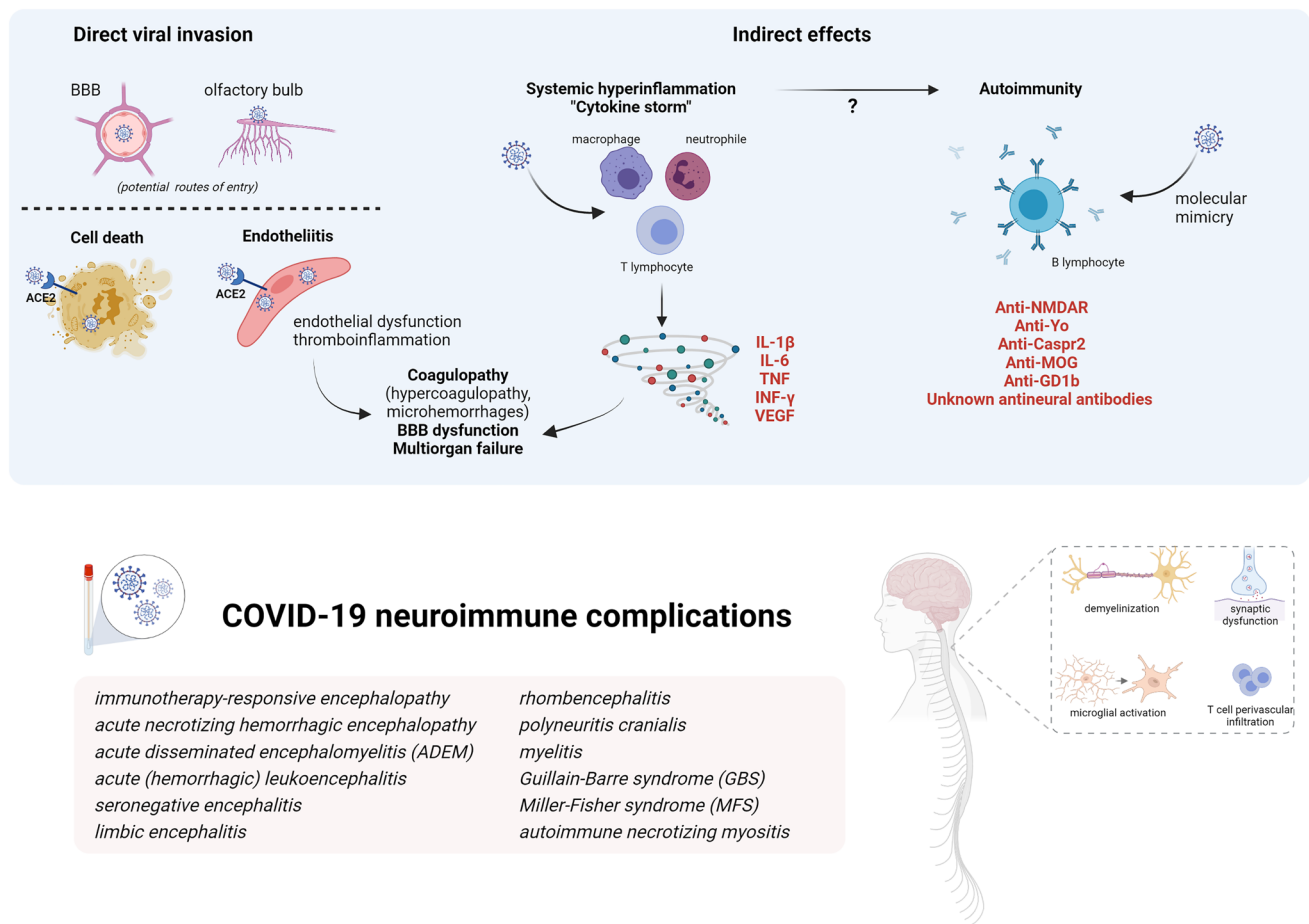 Direct viral invasion
BBB
olfactory bulb
(potential routes of entry)
Cell death
ACE2
Endotheliitis
ACE2
endothelial dysfunction
thromboinflammation
Coagulopathy
(hypercoagulopathy,
microhemorrhages)
BBB dysfunction
Multiorgan failure
Indirect effects
Systemic hyperinflammation
"Cytokine storm"
macrophage
neutrophile
T lymphocyte
IL-1β
IL-6
TNF
INF-γ
VEGF
?
Autoimmunity
molecular
mimicry
B lymphocyte
Anti-NMDAR
Anti-Yo
Anti-Caspr2
Anti-MOG
Anti-GD1b
Unknown antineural antibodies
COVID-19 neuroimmune complications
immunotherapy-responsive encephalopathy
acute necrotizing hemorrhagic encephalopathy
acute disseminated encephalomyelitis (ADEM)
acute (hemorrhagic) leukoencephalitis
seronegative encephalitis
limbic encephalitis
rhombencephalitis
polyneuritis cranialis
myelitis
Guillain-Barre syndrome (GBS)
Miller-Fisher syndrome (MFS)
autoimmune necrotizing myositis
demyelinization
synaptic
dysfunction
microglial activation
T cell perivascular
infiltration